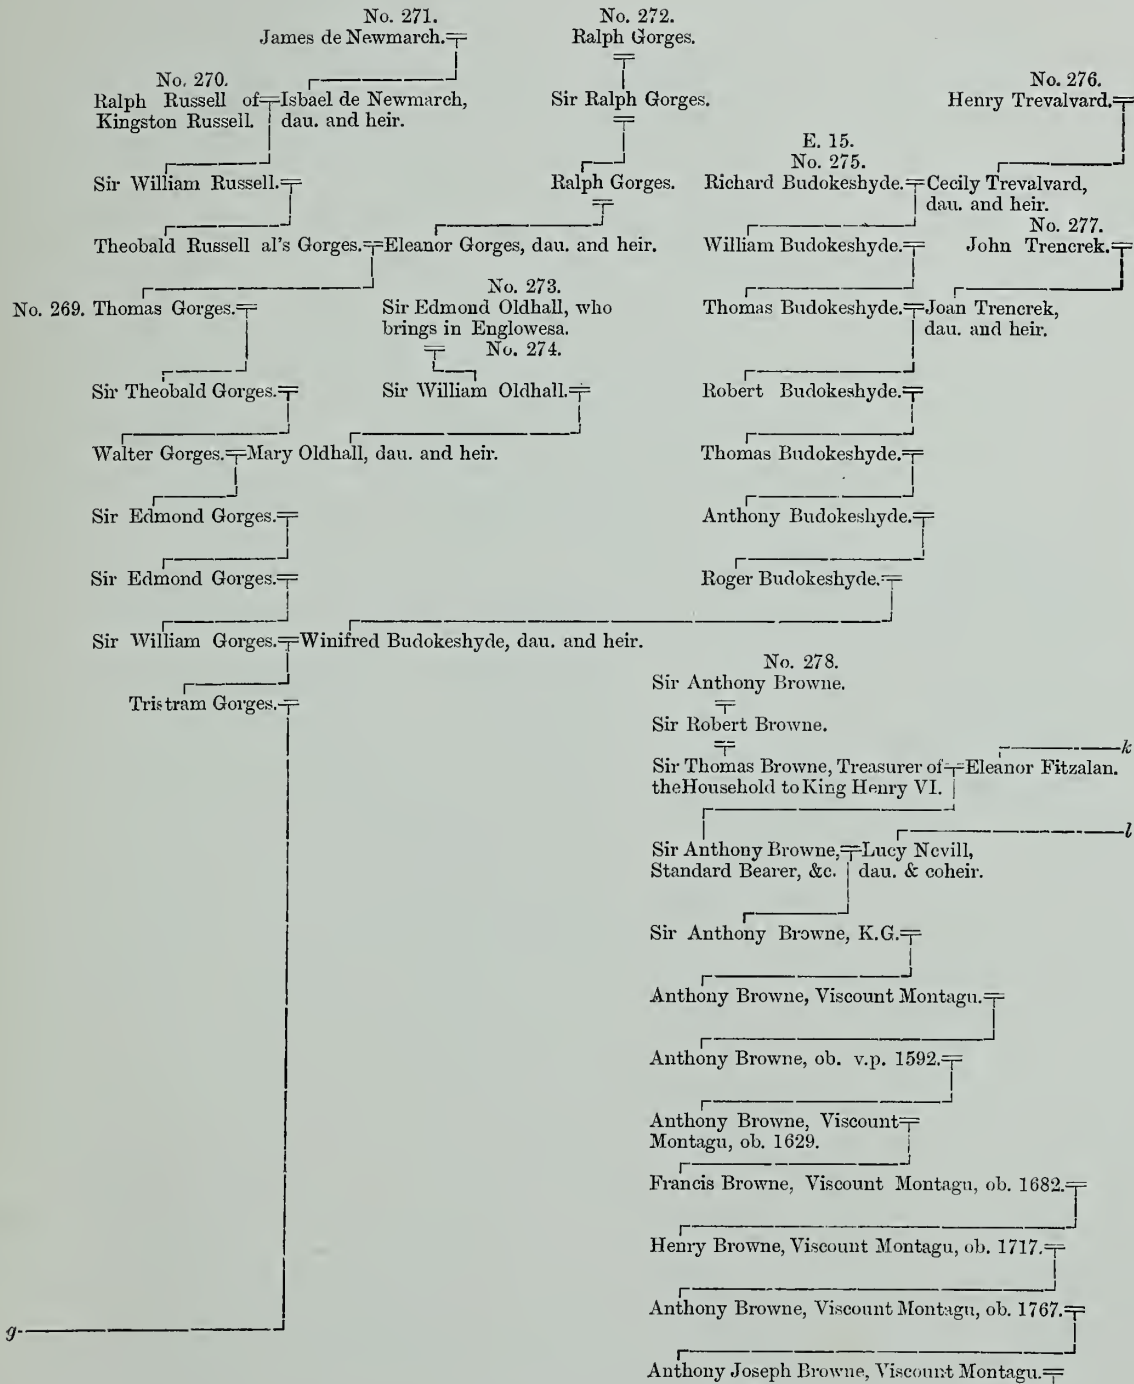 No. 271.
James de Newmarch.
No. 272.
Ralph Gorges.
No. 270.
Ralph Russell of
Kingston Russell.
Isbael de Newmarch,
dau. and heir.
Sir Ralph Gorges.
No. 276.
Henry Trevalvard.
E. 15.
No. 275.
Sir William Russell.
Ralph Gorges.
Richard Budokeshyde.
Cecily Trevalvard,
dau. and heir.
Theobald Russell al's Gorges.
Eleanor Gorges, dau. and heir.
William Budokeshyde.
No. 277.
John Trencrek.
No. 269. Thomas Gorges.
No. 273.
Sir Edmond Oldhall, who
brings in Englowesa.
No. 274.
Thomas Budokeshyde.
Joan Trencrek,
dau. and heir.
Sir Theobald Gorges.
Sir William Oldhall.
Robert Budokeshyde.
Walter Gorges.
Mary Oldhall, dau. and heir.
Thomas Budokeshyde.
Sir Edmond Gorges.
Anthony Budokeshyde.
Sir Edmond Gorges.
Roger Budokeshyde.
Sir William Gorges.
Winifred Budokeshyde, dau. and heir.
Tristram Gorges.
No. 278.
Sir Anthony Browne.
Sir Robert Browne.
k
Sir Thomas Browne, Treasurer of
the Household to King Henry VI.
Eleanor Fitzalan.
l
Sir Anthony Browne,
Standard Bearer, &c.
Lucy Nevill,
dau. & coheir.
Sir Anthony Browne, K.G.
Anthony Browne, Viscount Montagu.
Anthony Browne, ob. v.p. 1592.
Anthony Browne, Viscount
Montagu, ob. 1629.
Francis Browne, Viscount Montagu, ob. 1682.
Henry Browne, Viscount Montagu, ob. 1717.
Anthony Browne, Viscount Montagu, ob. 1767.
g
Anthony Joseph Browne, Viscount Montagu.